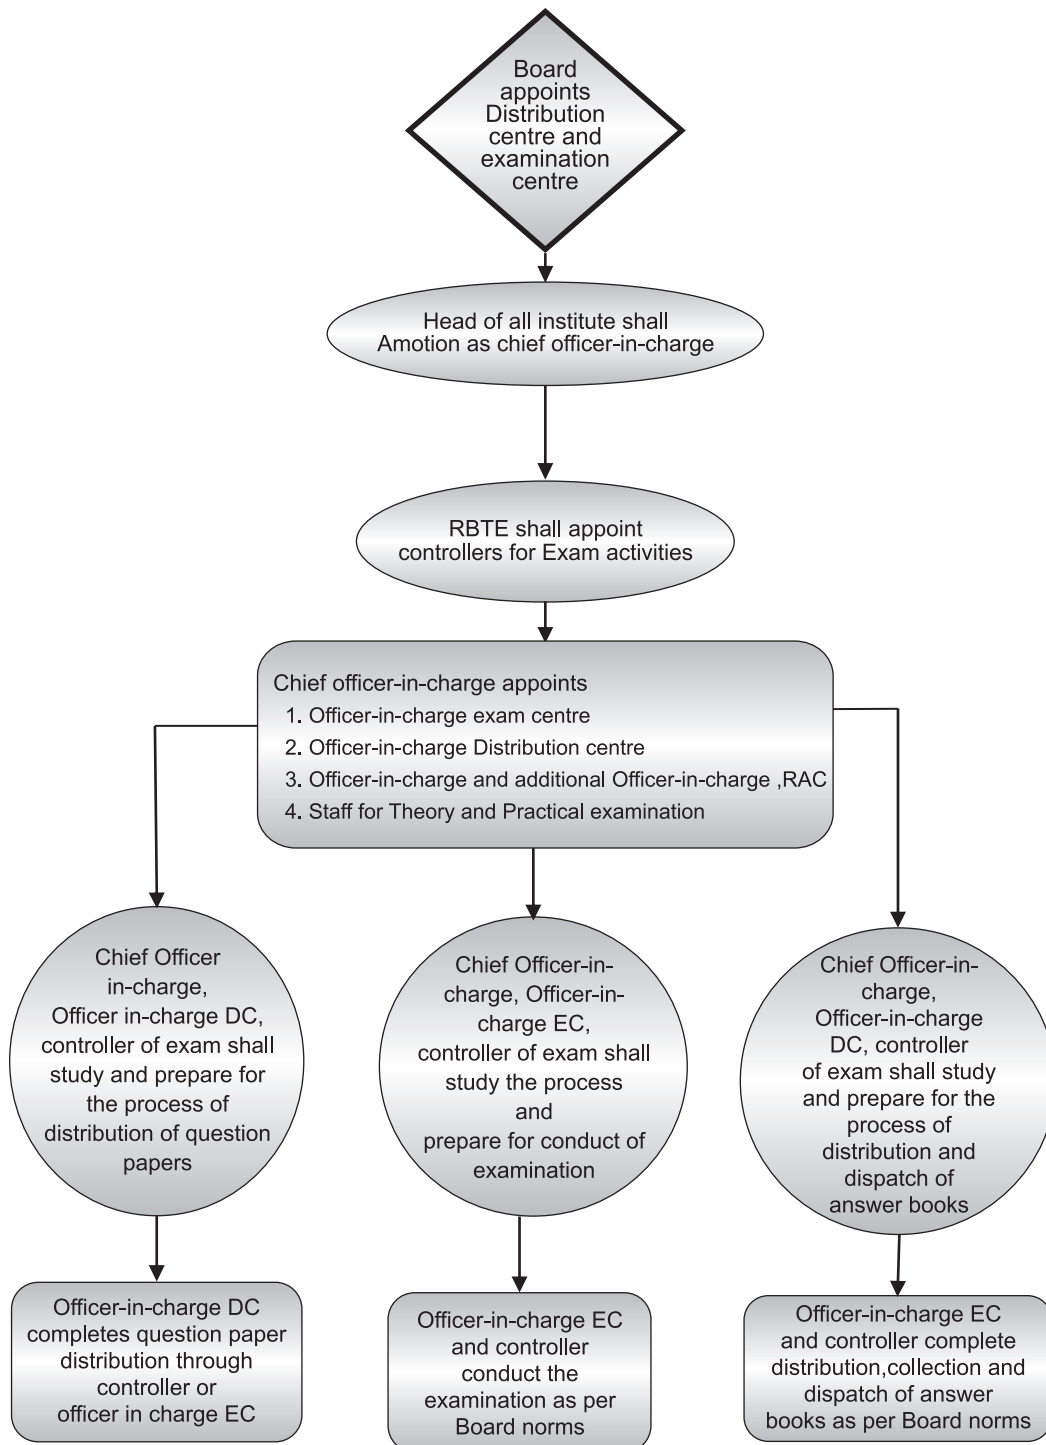 Board
appoints
Distribution
centre and
examination
centre
Head of all institute shall
Amotion as chief officer-in-charge
RBTE shall appoint
controllers for Exam activities
Chief officer-in-charge appoints
1. Officer-in-charge exam centre
2. Officer-in-charge Distribution centre
3. Officer-in-charge and additional Officer-in-charge ,RAC
4. Staff for Theory and Practical examination
Chief Officer
in-charge,
Officer in-charge DC,
controller of exam shall
study and prepare for
the process of
distribution of question
papers
Chief Officer-in-
charge, Officer-in-
charge EC,
controller of exam shall
study the process
and
prepare for conduct of
examination
Chief Officer-in-
charge,
Officer-in-charge
DC, controller
of exam shall study
and prepare for the
process of
distribution and
dispatch of
answer books
Officer-in-charge DC
completes question paper
distribution through
controller or
officer in charge EC
Officer-in-charge EC
and controller
conduct the
examination as per
Board norms
Officer-in-charge EC
and controller complete
distribution,collection and
dispatch of answer
books as per Board norms